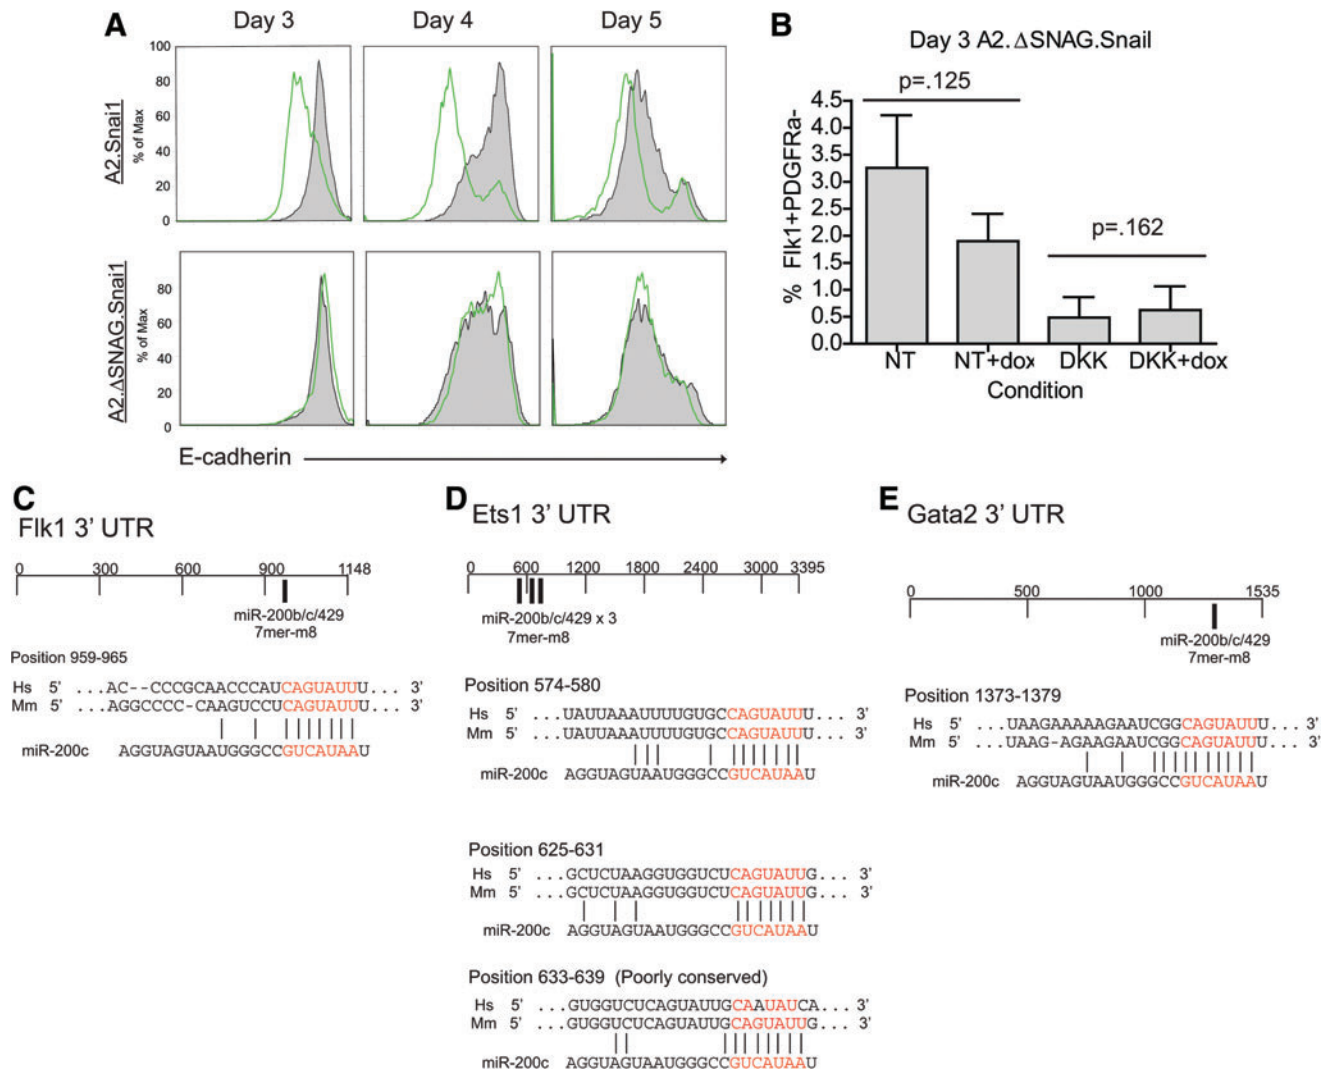 A
Day 3
Day 4
Day 5
A2.Snai1
% of Max
100
80
60
40
20
0
A2.ΔSNAG.Snai1
% of Max
80
60
40
20
0
E-cadherin
B
Day 3 A2.ΔSNAG.Snail
p=.125
p=.162
% Flk1+PDGFRa-
4.5
4.0
3.5
3.0
2.5
2.0
1.5
1.0
0.5
0.0
NT
NT+dox
DKK
DKK+dox
Condition
C
Flk1 3' UTR
0 300 600 900 1148
miR-200b/c/429
7mer-m8
Position 959-965
Hs 5' ...AC--CCCGCAACCCAUCAGUAUUU... 3'
Mm 5' ...AGGCCCC-CAAGUCCUCAGUAUUU... 3'
miR-200c AGGUAGUAAUGGGCCGUCAUAAU
D
Ets1 3' UTR
0 600 1200 1800 2400 3000 3395
miR-200b/c/429 x 3
7mer-m8
Position 574-580
Hs 5' ...UAUUAAAUUUUGUGCCAGUAUUU... 3'
Mm 5' ...UAUUAAAUUUUGUGCCAGUAUUU... 3'
miR-200c AGGUAGUAAUGGGCCGUCAUAAU
Position 625-631
Hs 5' ...GCUCUAAGGUGGUCUCAGUAUUG... 3'
Mm 5' ...GCUCUAAGGUGGUCUCAGUAUUG... 3'
miR-200c AGGUAGUAAUGGGCCGUCAUAAU
Position 633-639 (Poorly conserved)
Hs 5' ...GUGGUCUCAGUAUUGCAAUAUCA... 3'
Mm 5' ...GUGGUCUCAGUAUUGCAGUAUUG... 3'
miR-200c AGGUAGUAAUGGGCCGUCAUAAU
E
Gata2 3' UTR
0 500 1000 1535
miR-200b/c/429
7mer-m8
Position 1373-1379
Hs 5' ...UAAGAAAAAGAAUCGGCAGUAUUU... 3'
Mm 5' ...UAAG-AGAAGAAUCGGCAGUAUUU... 3'
miR-200c AGGUAGUAAUGGGCCGUCAUAAU